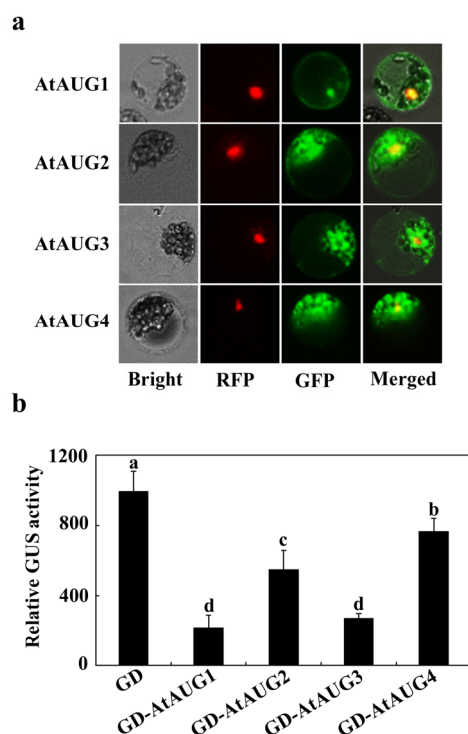 a
AtAUG1
AtAUG2
AtAUG3
AtAUG4
Bright RFP GFP Merged
b
Relative GUS activity
1200
800
400
0
a
d
c
d
b
GD
GD-AtAUG1
GD-AtAUG2
GD-AtAUG3
GD-AtAUG4